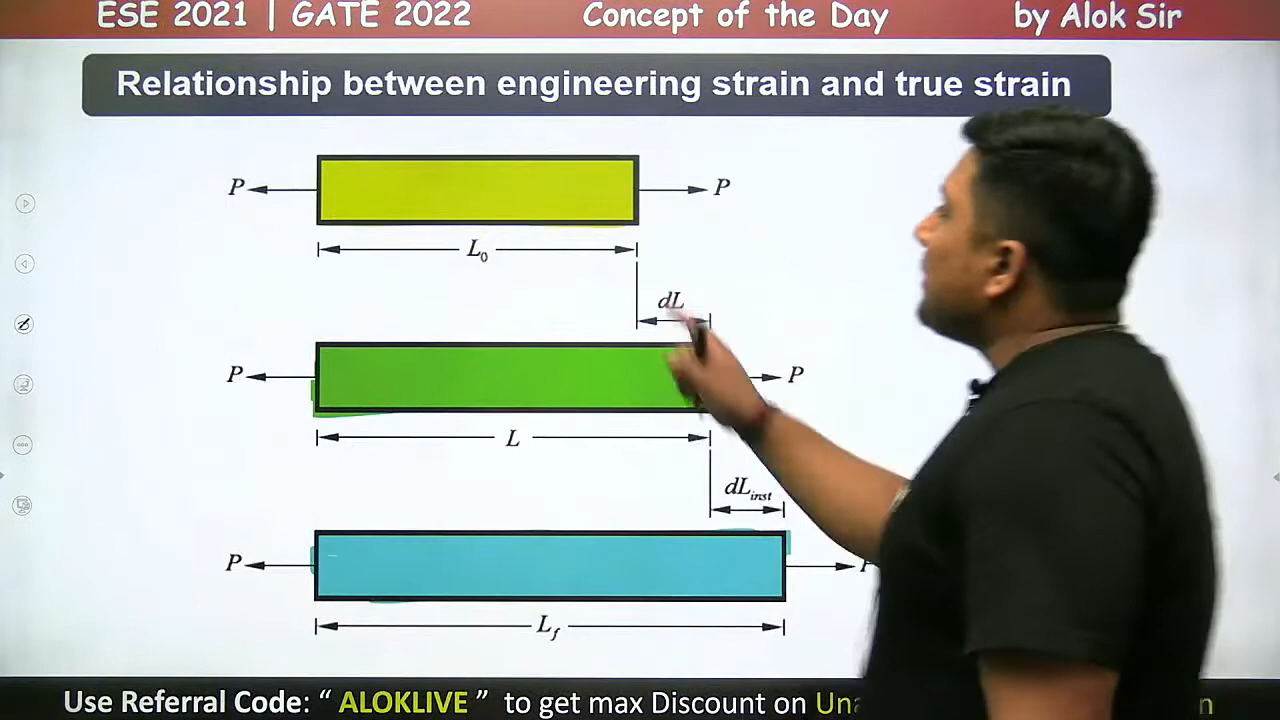 ESE 2021 | GATE 2022 Concept of the Day by Alok Sir
Relationship between engineering strain and true strain
P P
L0
dL
P P
L
dLinst
P
Lf
Use Referral Code: “ ALOKLIVE ” to get max Discount on